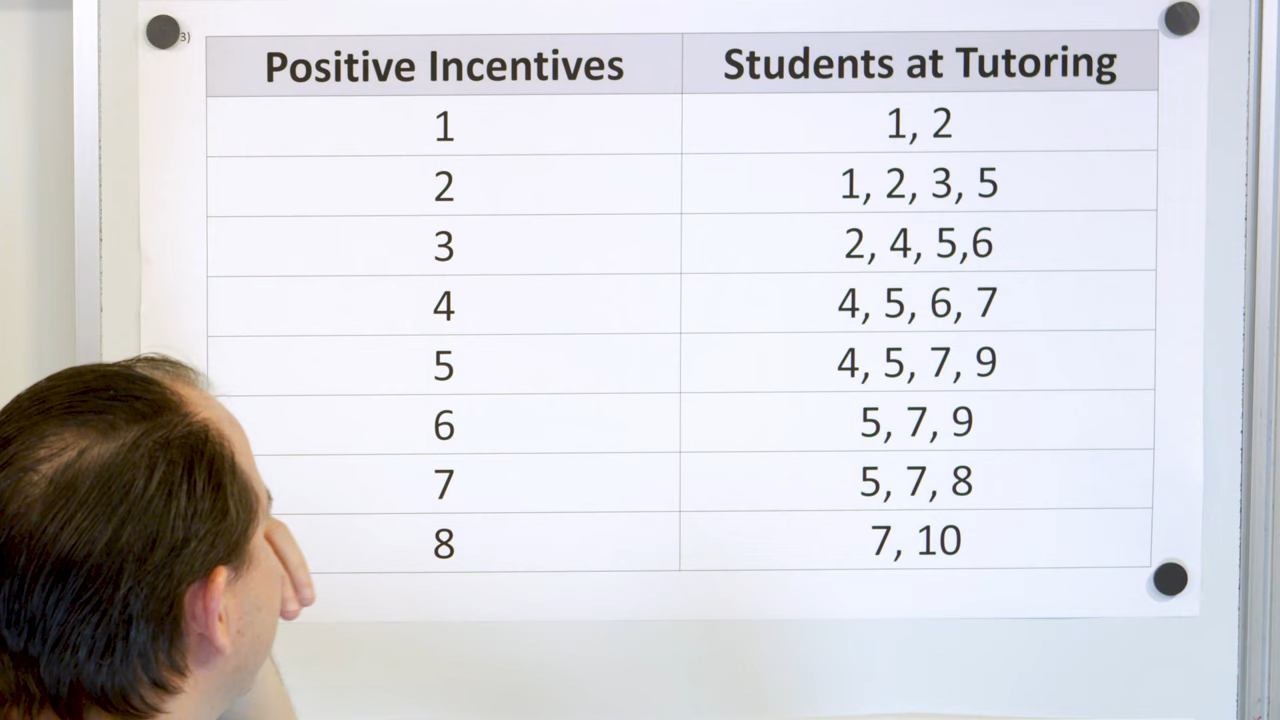 3)
Positive Incentives Students at Tutoring
1 1, 2
2 1, 2, 3, 5
3 2, 4, 5,6
4 4, 5, 6, 7
5 4, 5, 7, 9
6 5, 7, 9
7 5, 7, 8
8 7, 10